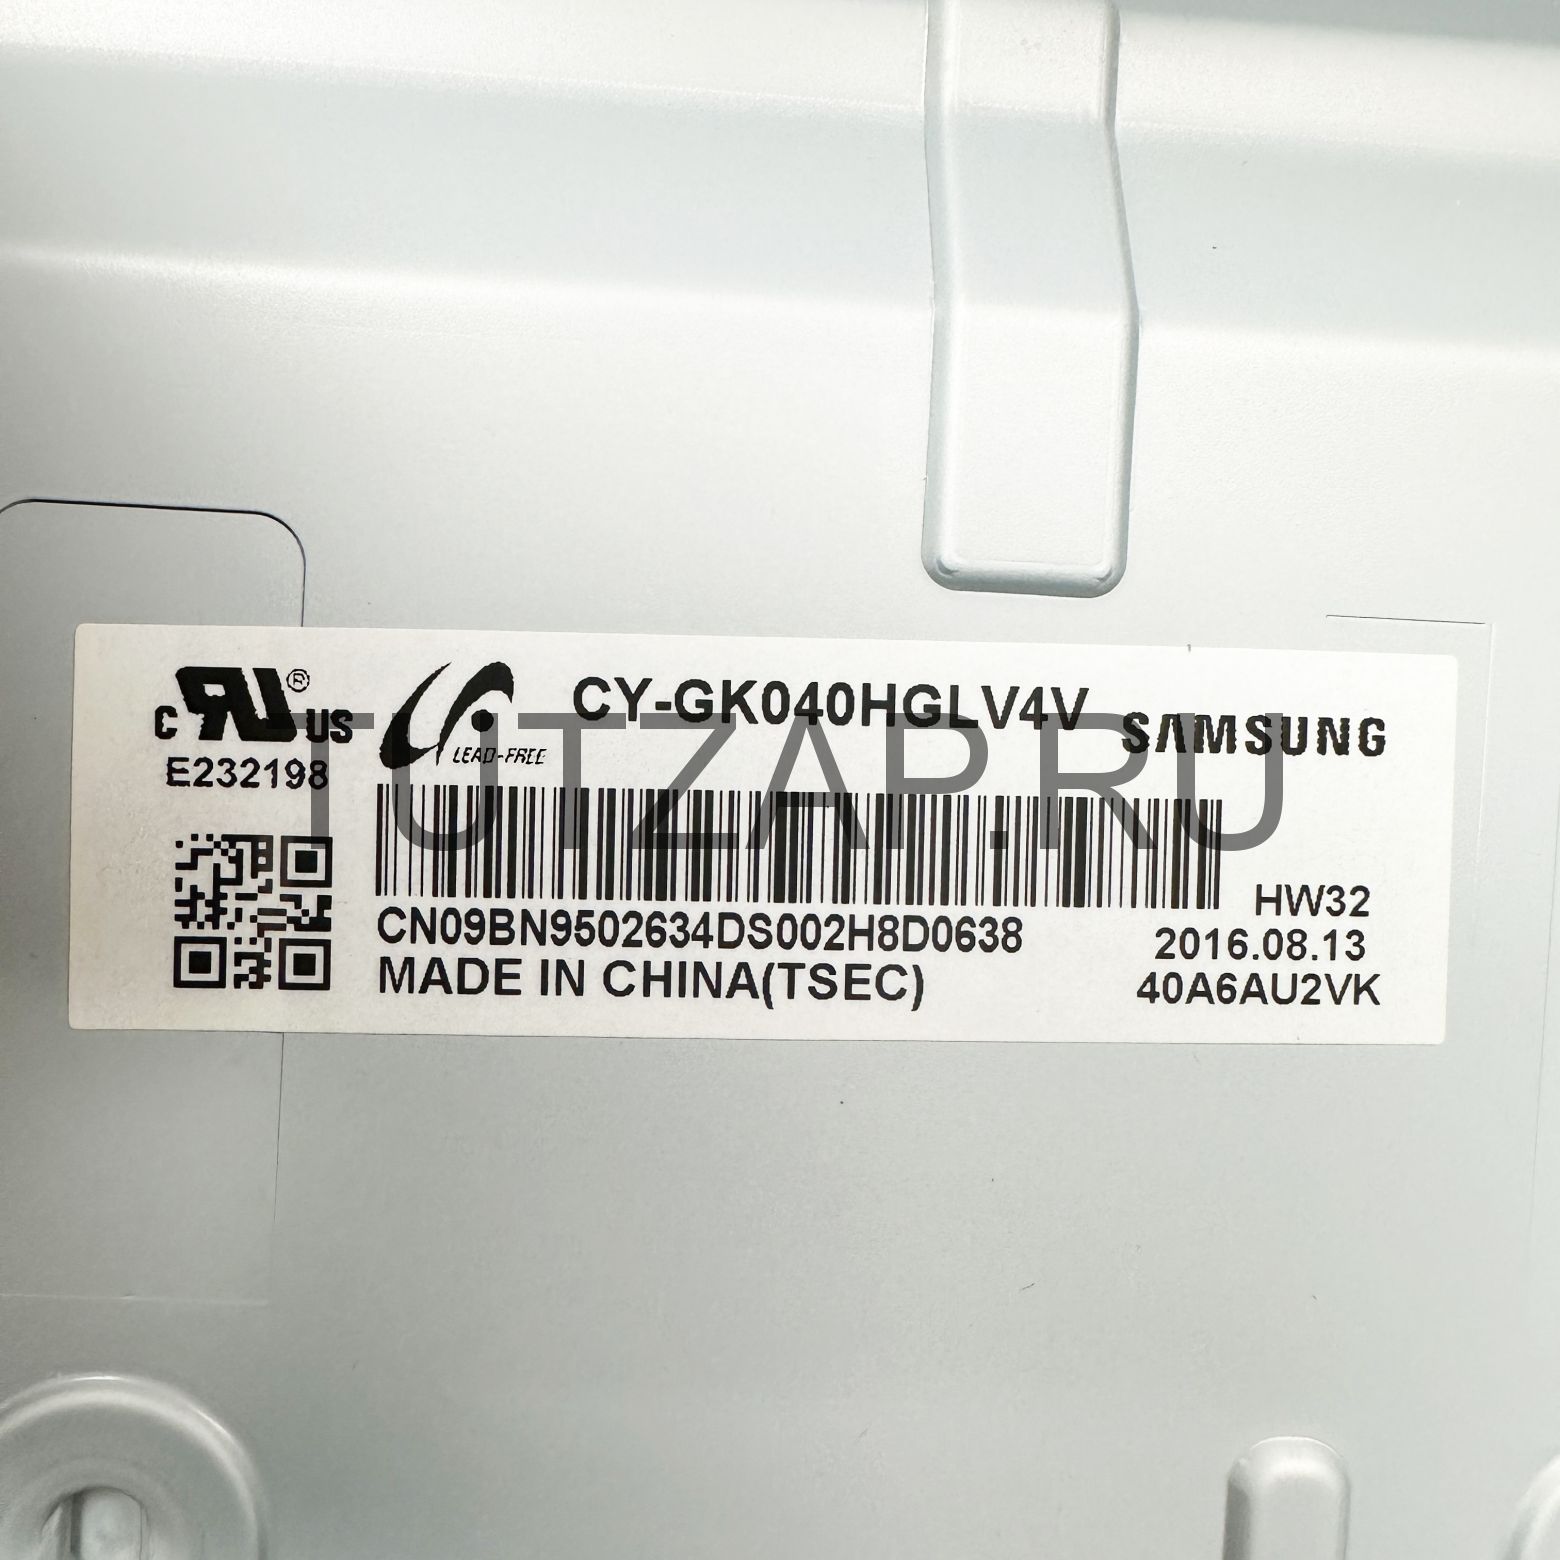 CY-GK040HGLV4V
SAMSUNG
C RU ® US
LEAD-FREE
E232198
TUTZAP.RU
HW32
CN09BN9502634DS002H8D0638
2016.08.13
MADE IN CHINA(TSEC)
40A6AU2VK